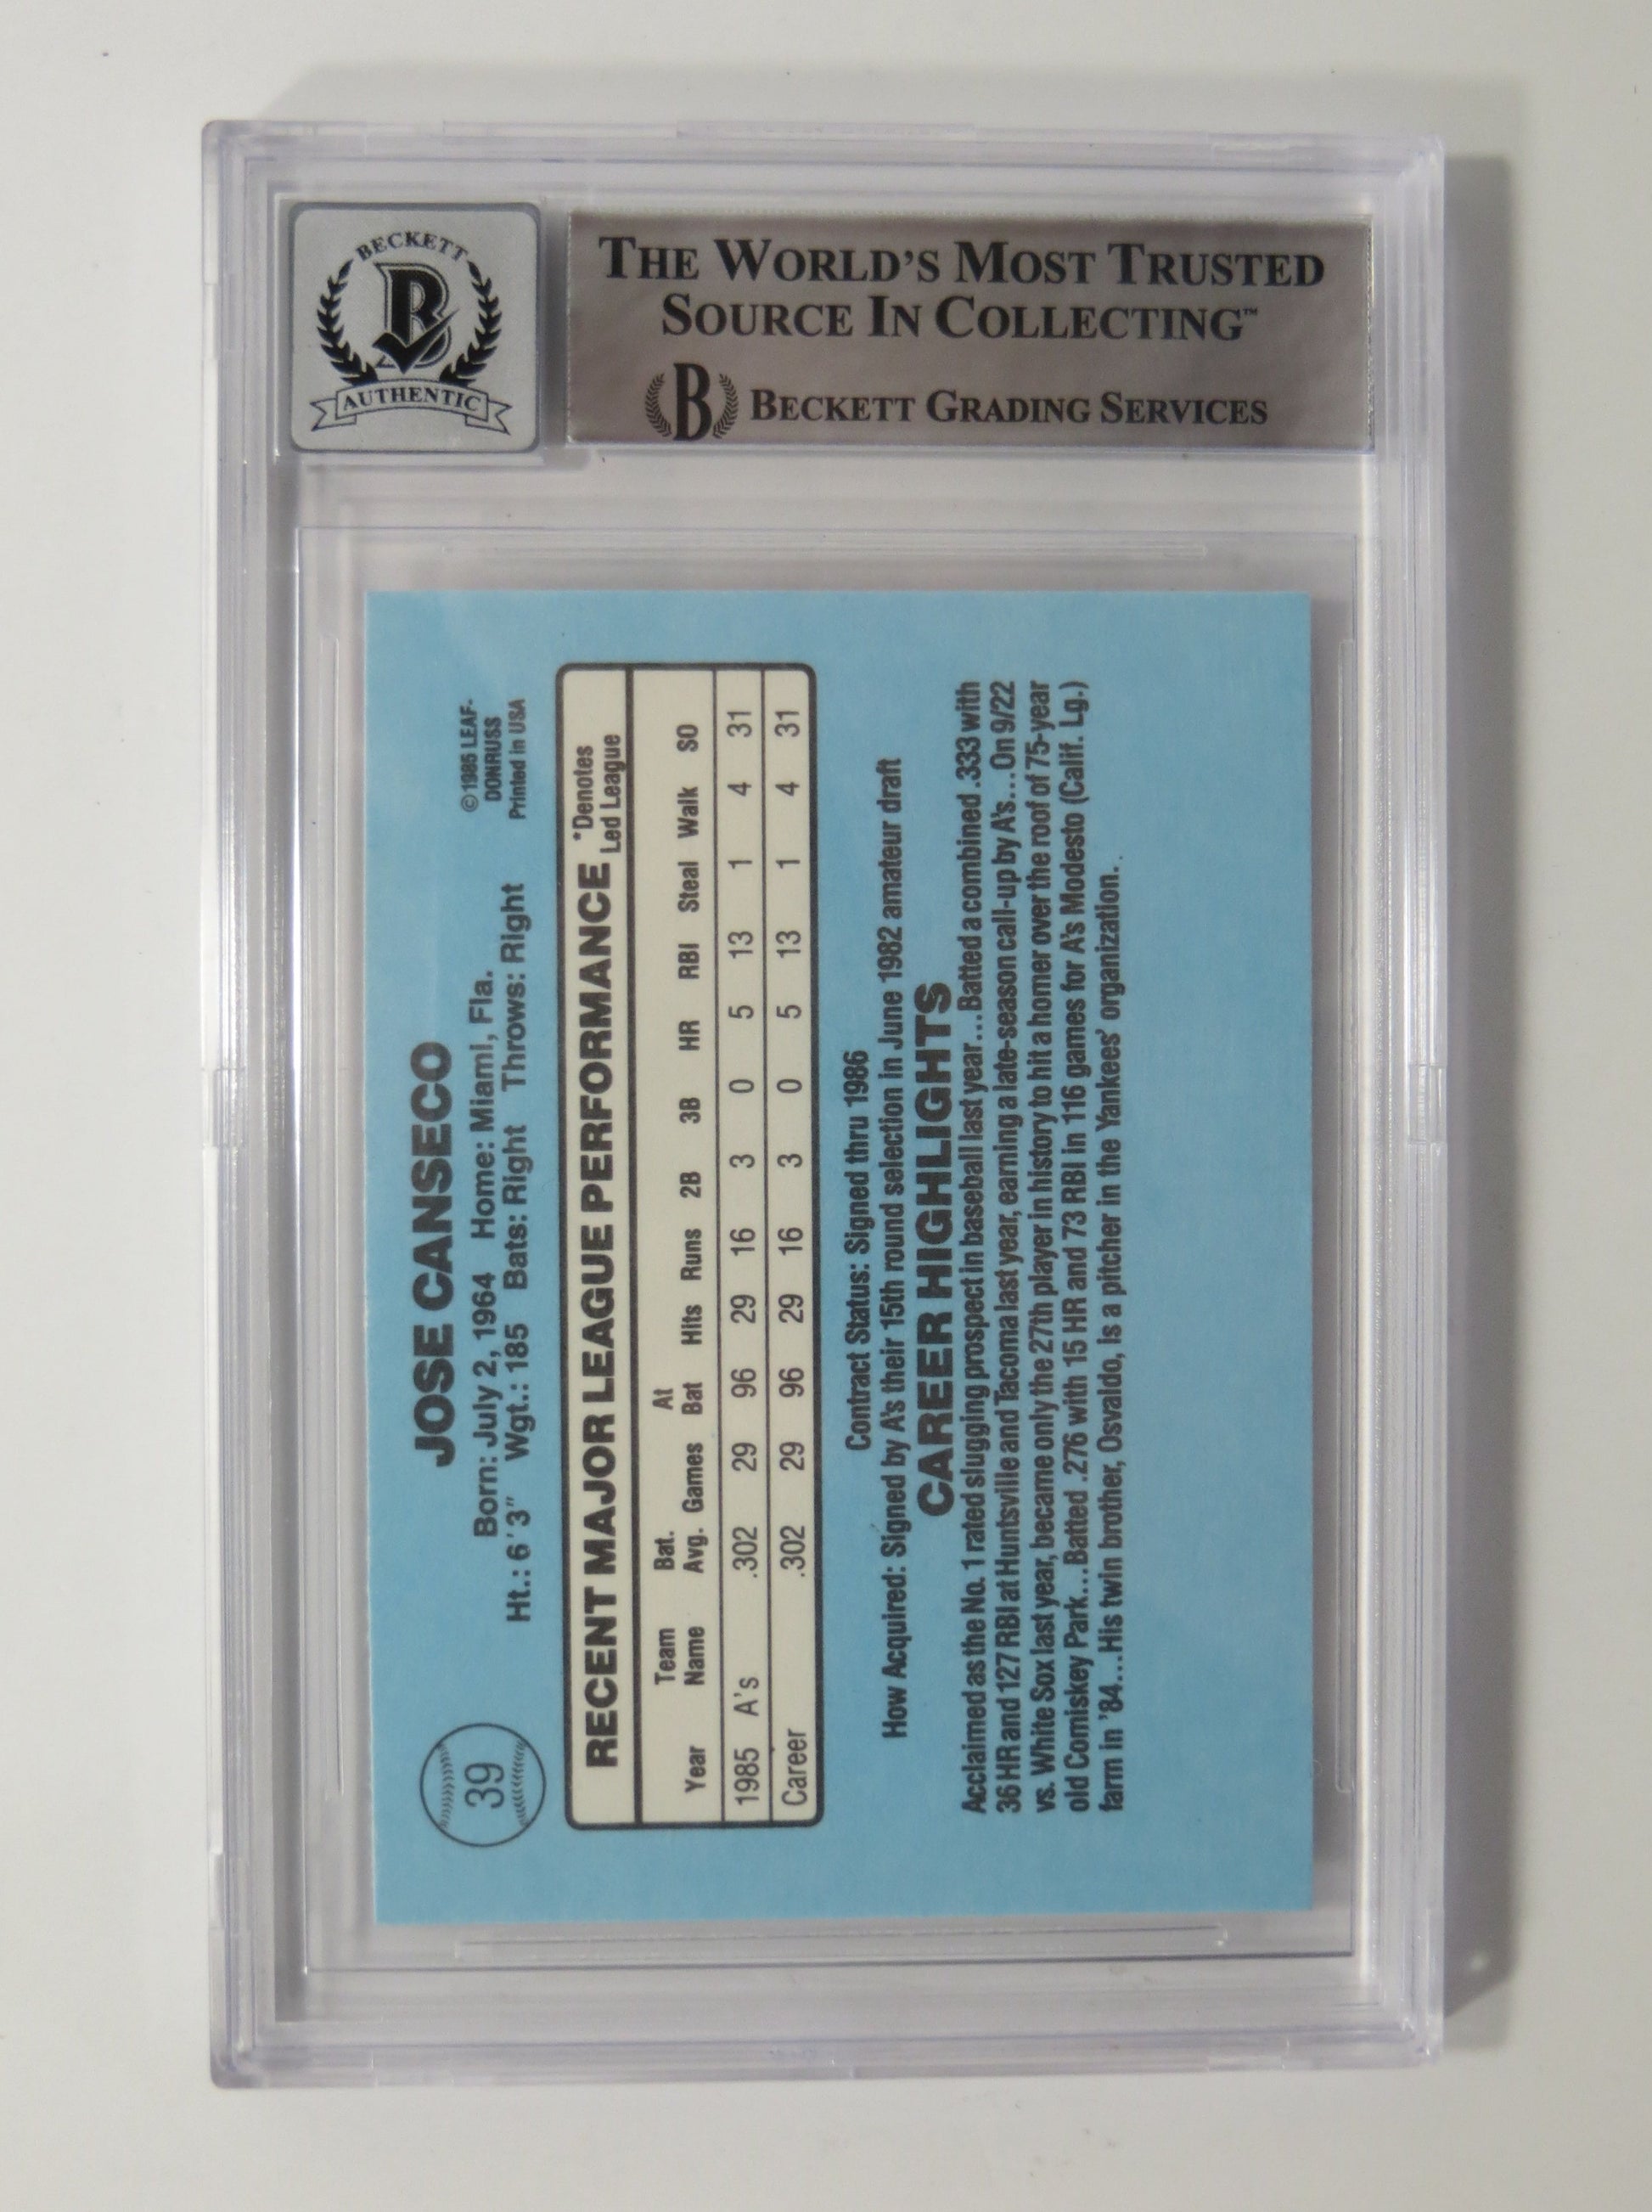 BECKETT
B
AUTHENTIC
THE WORLD'S MOST TRUSTED
SOURCE IN COLLECTING™
B BECKETT GRADING SERVICES
39
JOSE CANSECO
Born: July 2, 1964 Home: Miami, Fla.
Ht.: 6'3" Wgt.: 185 Bats: Right Throws: Right
©1985 LEAF-
DONRUSS
Printed in USA
RECENT MAJOR LEAGUE PERFORMANCE *Denotes
Led League
Team Bat. At
Year Name Avg. Games Bat Hits Runs 2B 3B HR RBI Steal Walk SO
1985 A's .302 29 96 29 16 3 0 5 13 1 4 31
Career .302 29 96 29 16 3 0 5 13 1 4 31
Contract Status: Signed thru 1986
How Acquired: Signed by A's their 15th round selection in June 1982 amateur draft
CAREER HIGHLIGHTS
Acclaimed as the No. 1 rated slugging prospect in baseball last year...Batted a combined .333 with
36 HR and 127 RBI at Huntsville and Tacoma last year, earning a late-season call-up by A's...On 9/22
vs. White Sox last year, became only the 27th player in history to hit a homer over the roof of 75-year
old Comiskey Park...Batted .276 with 15 HR and 73 RBI in 116 games for A's Modesto (Calif. Lg.)
farm in '84...His twin brother, Osvaldo, is a pitcher in the Yankees' organization.